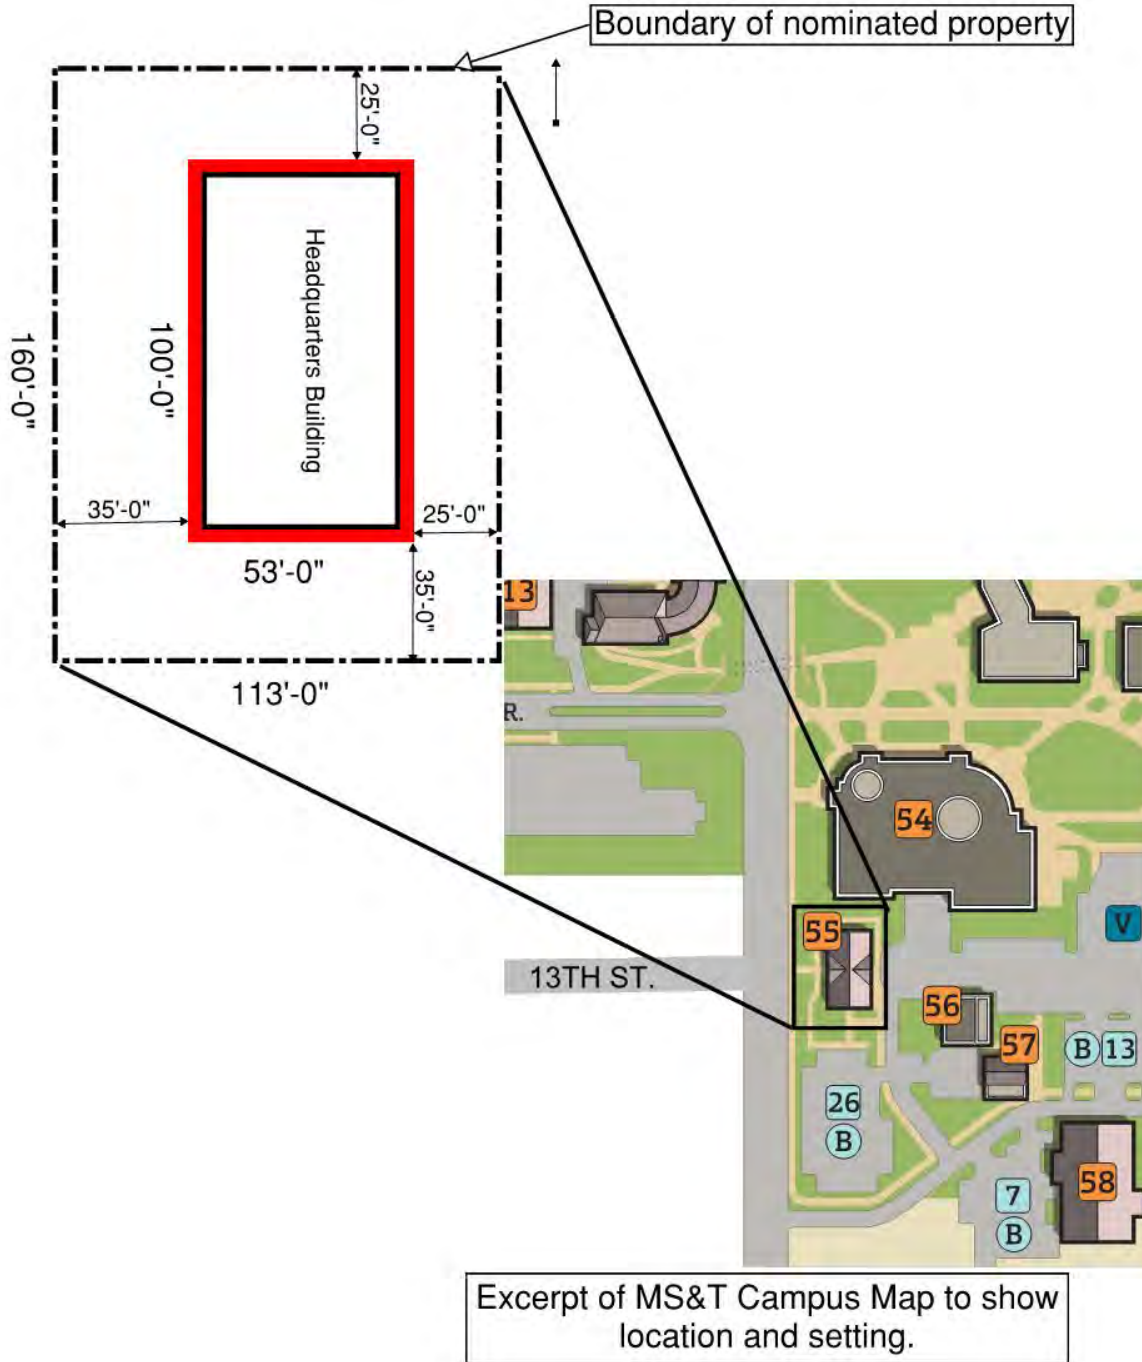 Boundary of nominated property
25'-0"
Headquarters Building
160'-0"
100'-0"
35'-0"
25'-0"
53'-0"
35'-0"
113'-0"
13
R.
54
55
V
13TH ST.
56
57
B 13
26
B
58
7
B
Excerpt of MS&T Campus Map to show
location and setting.